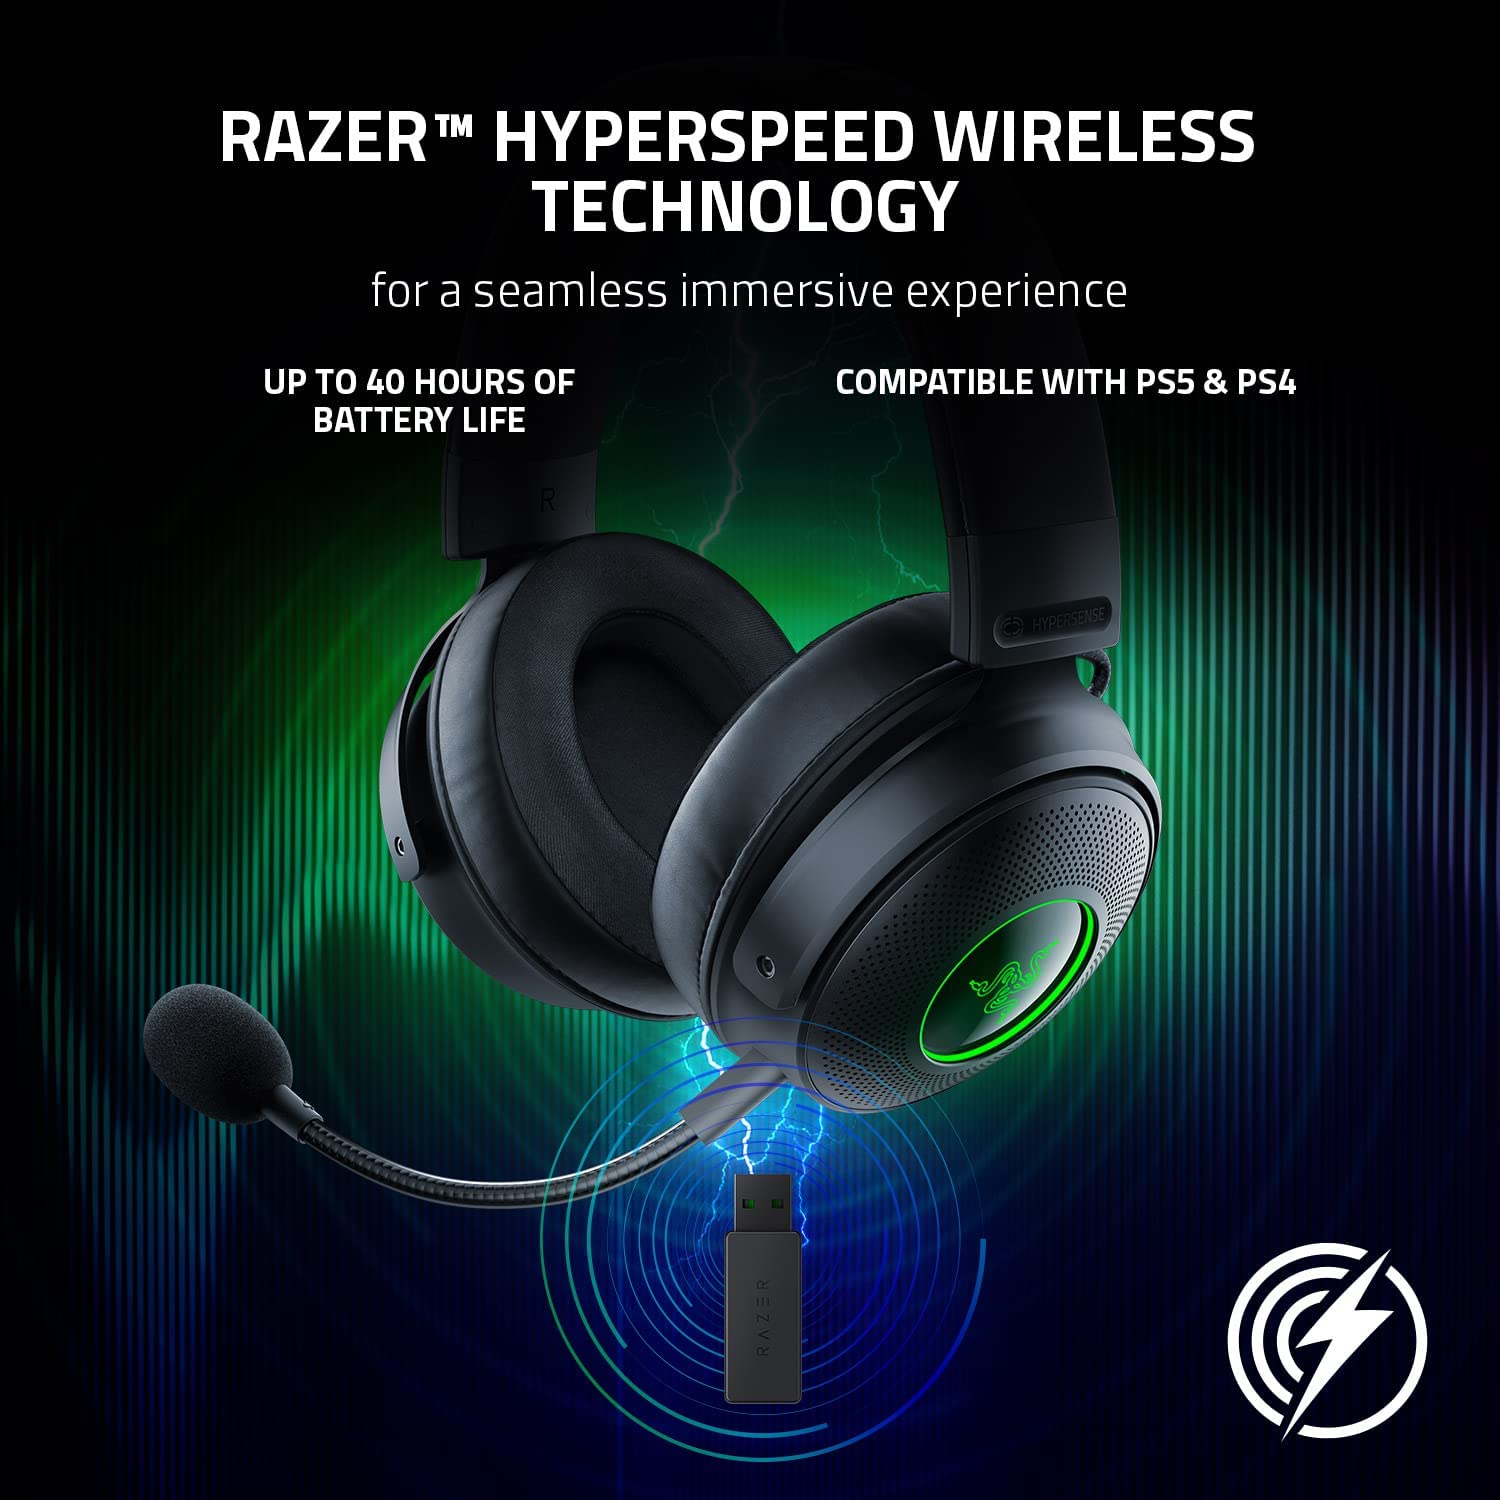 RAZER™ HYPERSPEED WIRELESS
TECHNOLOGY
for a seamless immersive experience
UP TO 40 HOURS OF
BATTERY LIFE
COMPATIBLE WITH PS5 & PS4
R
HYPERSENSE
RAZER